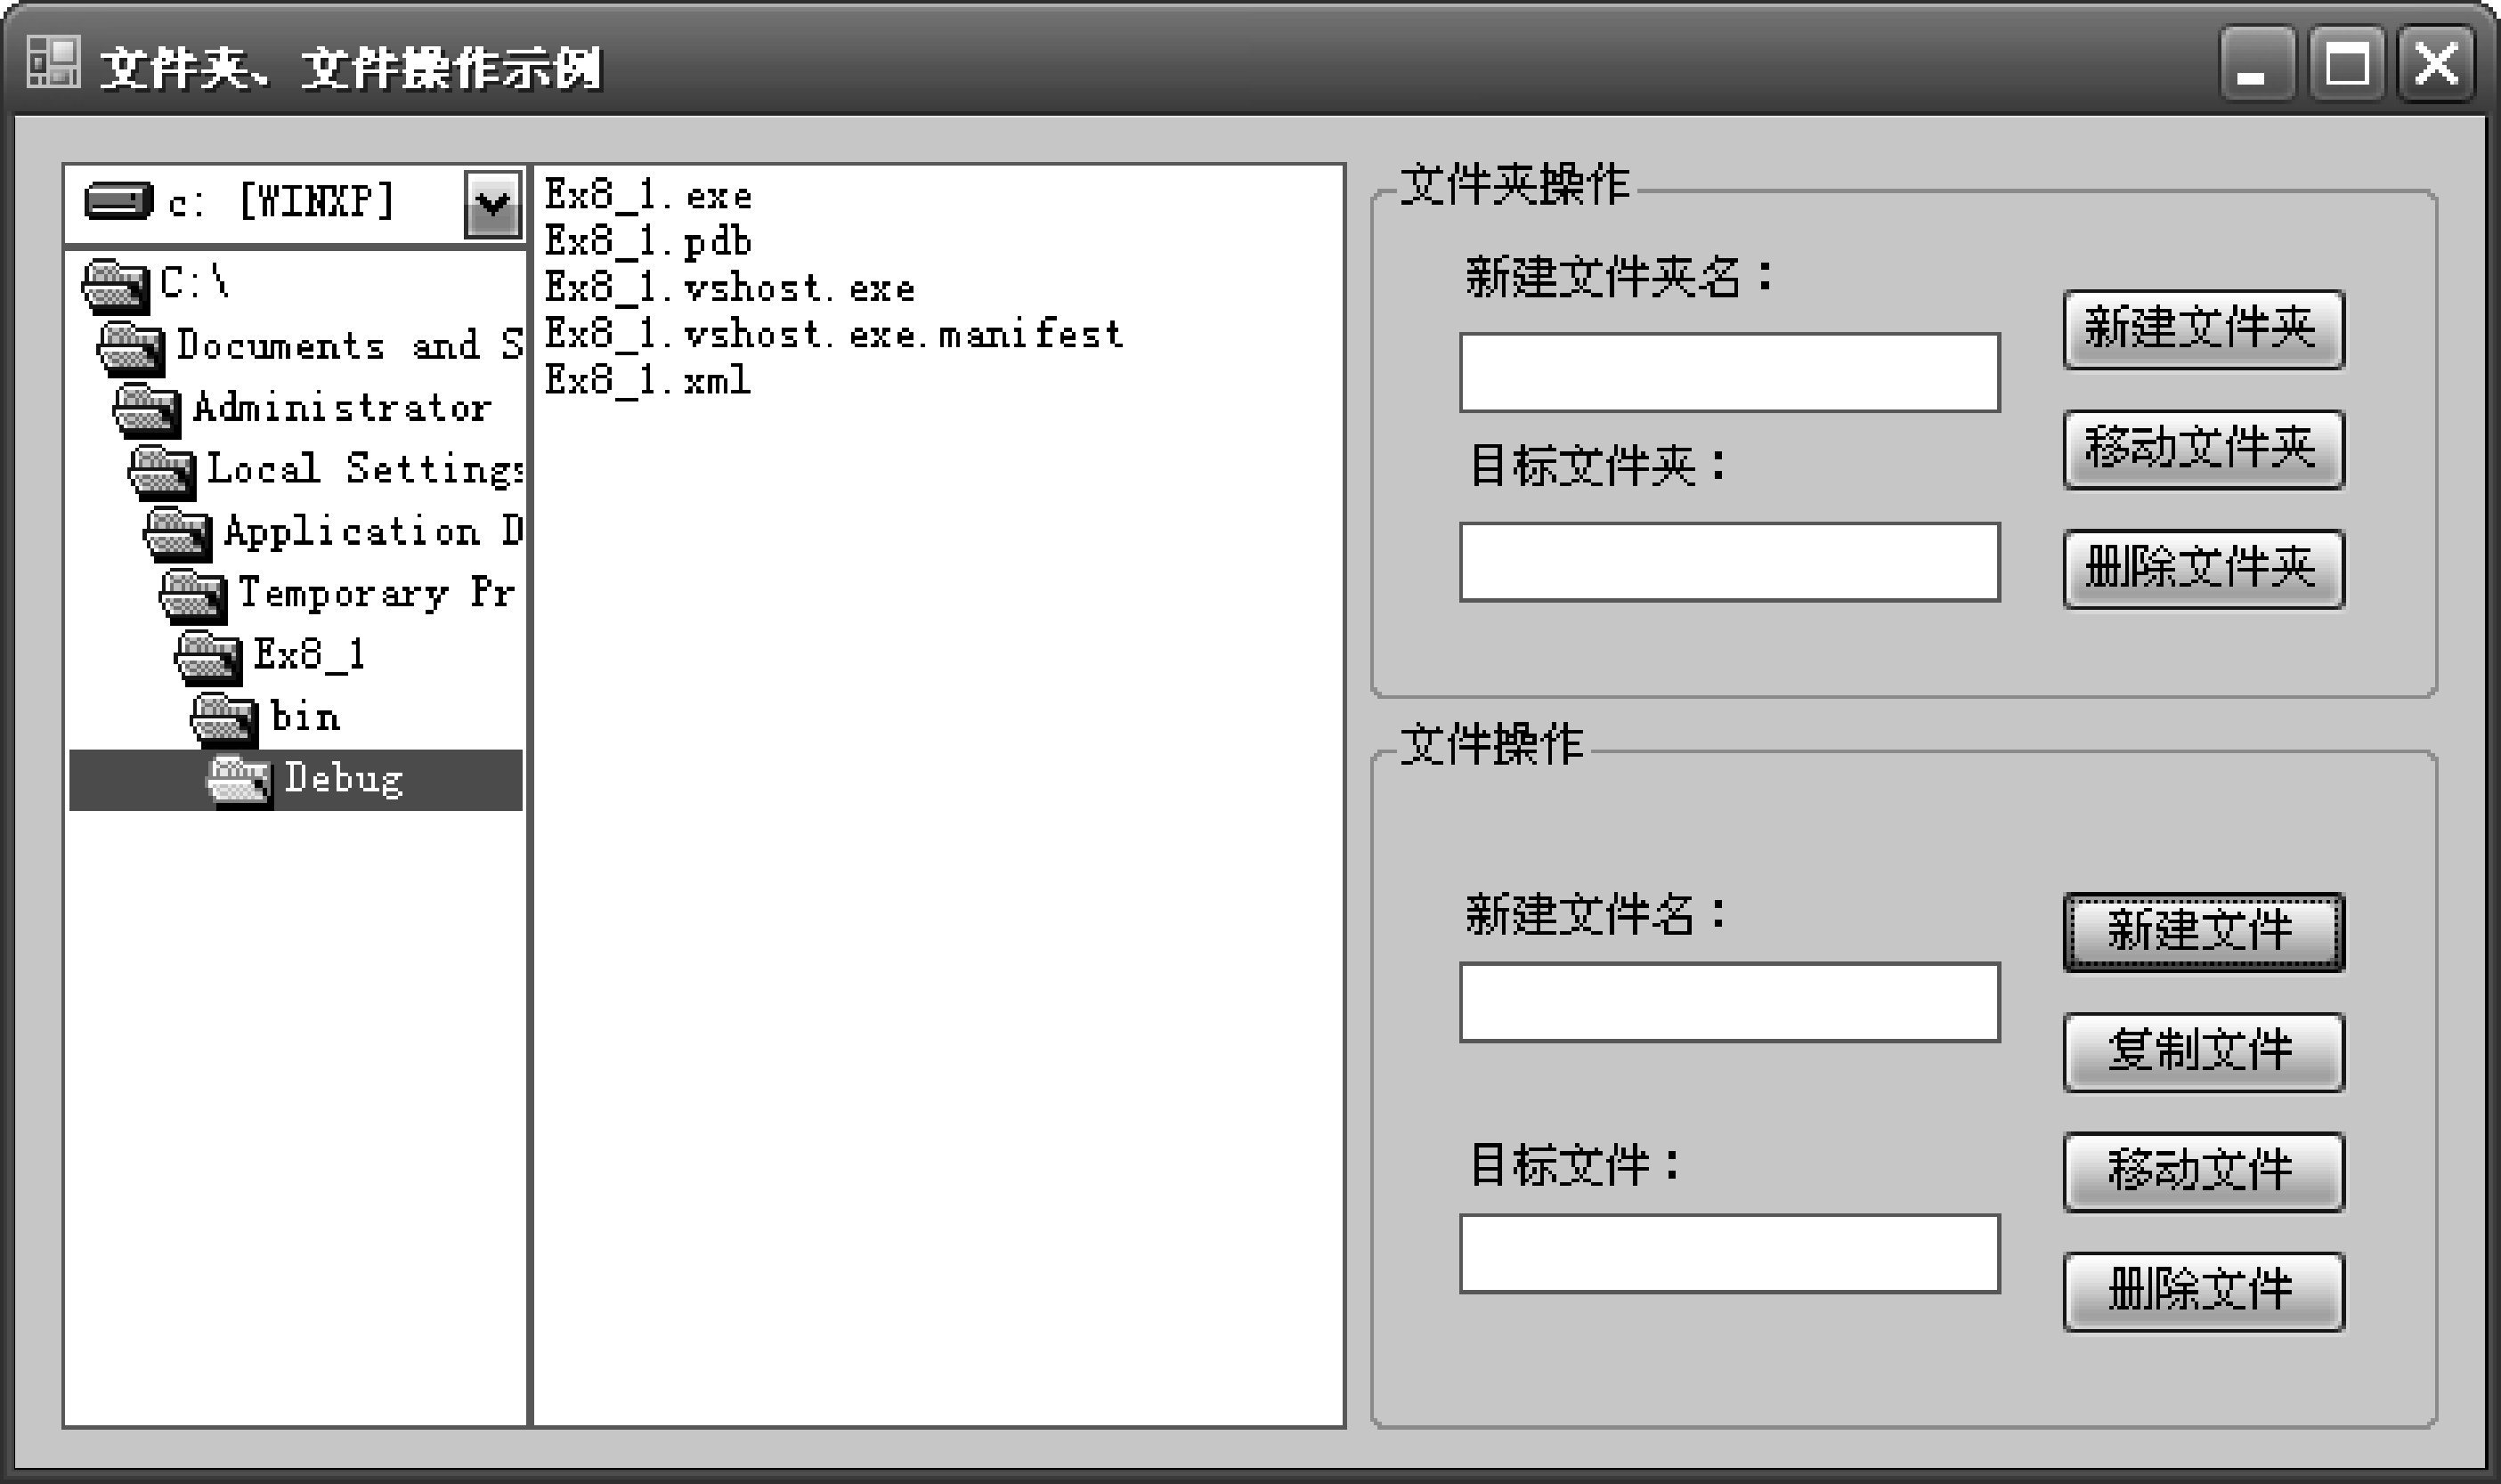 文件夹、文件操作示例
c: [WINXP]
C:\
Documents and S
Administrator
Local Settings
Application D
Temporary Pr
Ex8_1
bin
Debug
Ex8_1.exe
Ex8_1.pdb
Ex8_1.vshost.exe
Ex8_1.vshost.exe.manifest
Ex8_1.xml
文件夹操作
新建文件夹名：
新建文件夹
移动文件夹
目标文件夹：
删除文件夹
文件操作
新建文件名：
新建文件
复制文件
目标文件：
移动文件
删除文件